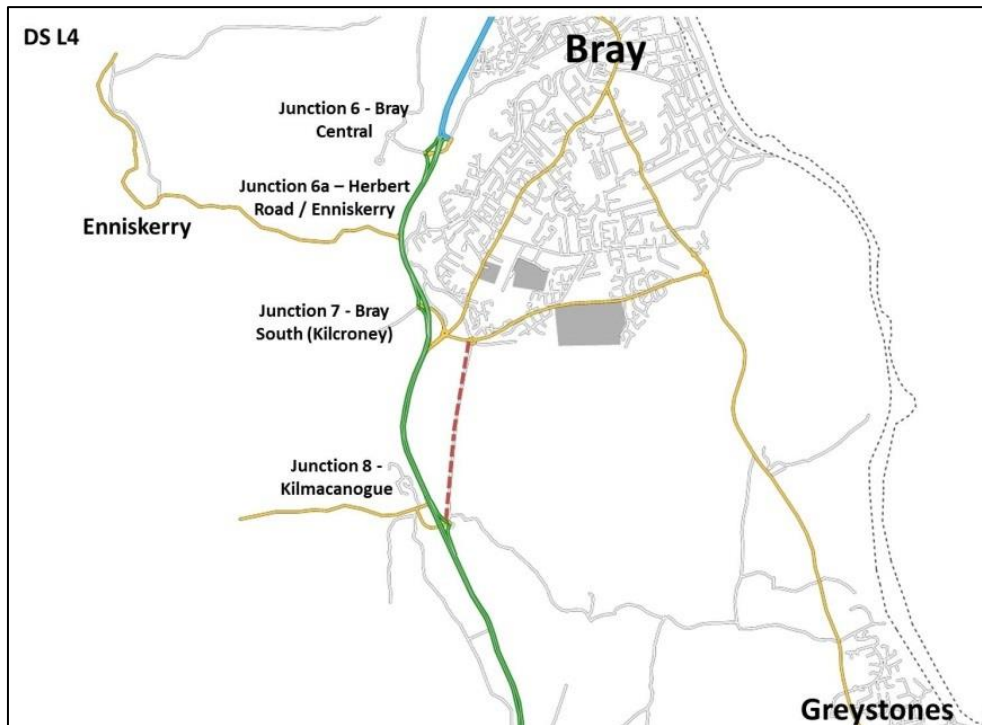 DS L4
Bray
Junction 6 - Bray
Central
Junction 6a – Herbert
Road / Enniskerry
Enniskerry
Junction 7 - Bray
South (Kilcroney)
Junction 8 -
Kilmacanogue
Greystones